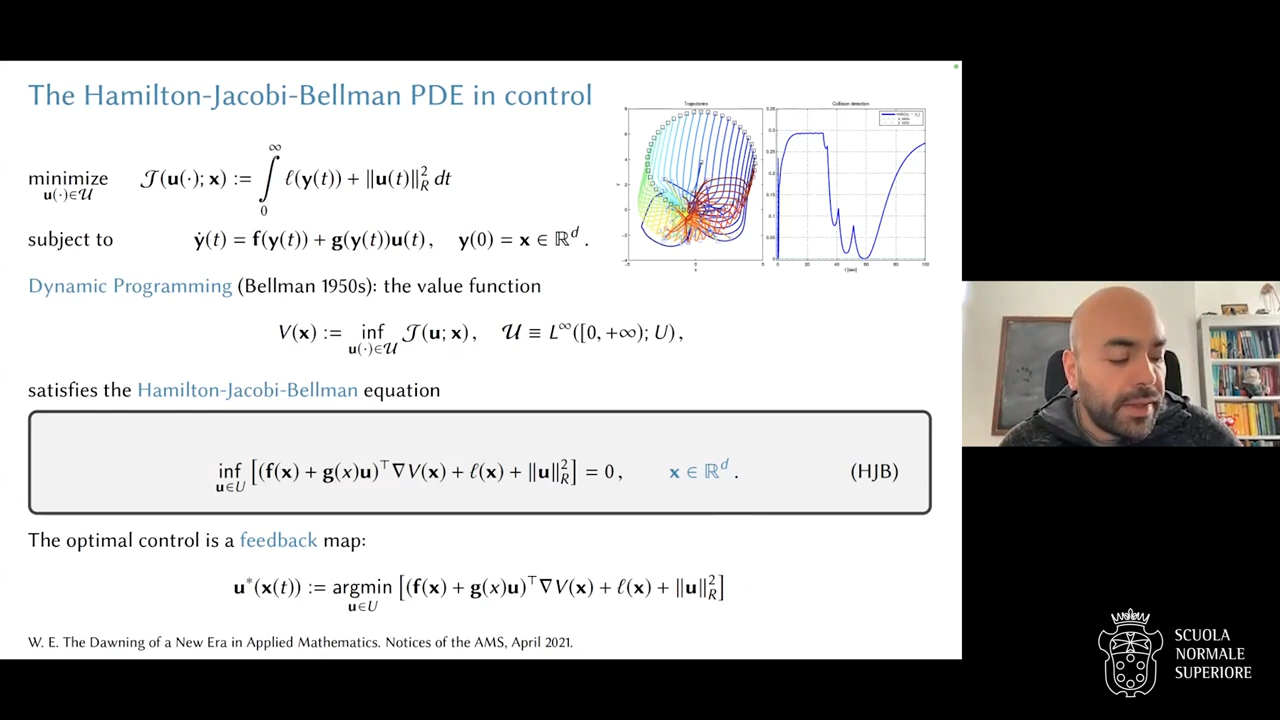 The Hamilton-Jacobi-Bellman PDE in control
Trajectories
Collision detection
minimize 𝒥(u(·); x) := ∫₀^∞ ℓ(y(t)) + ‖u(t)‖²_R dt
u(·)∈𝒰
subject to ẏ(t) = f(y(t)) + g(y(t))u(t), y(0) = x ∈ ℝᵈ.
Dynamic Programming (Bellman 1950s): the value function
V(x) := inf 𝒥(u; x), 𝒰 ≡ L^∞([0, +∞); U),
u(·)∈𝒰
satisfies the Hamilton-Jacobi-Bellman equation
inf [(f(x) + g(x)u)^⊤ ∇V(x) + ℓ(x) + ‖u‖²_R] = 0, x ∈ ℝᵈ. (HJB)
u∈U
The optimal control is a feedback map:
u*(x(t)) := argmin [(f(x) + g(x)u)^⊤ ∇V(x) + ℓ(x) + ‖u‖²_R]
u∈U
W. E. The Dawning of a New Era in Applied Mathematics. Notices of the AMS, April 2021.
SCUOLA
NORMALE
SUPERIORE